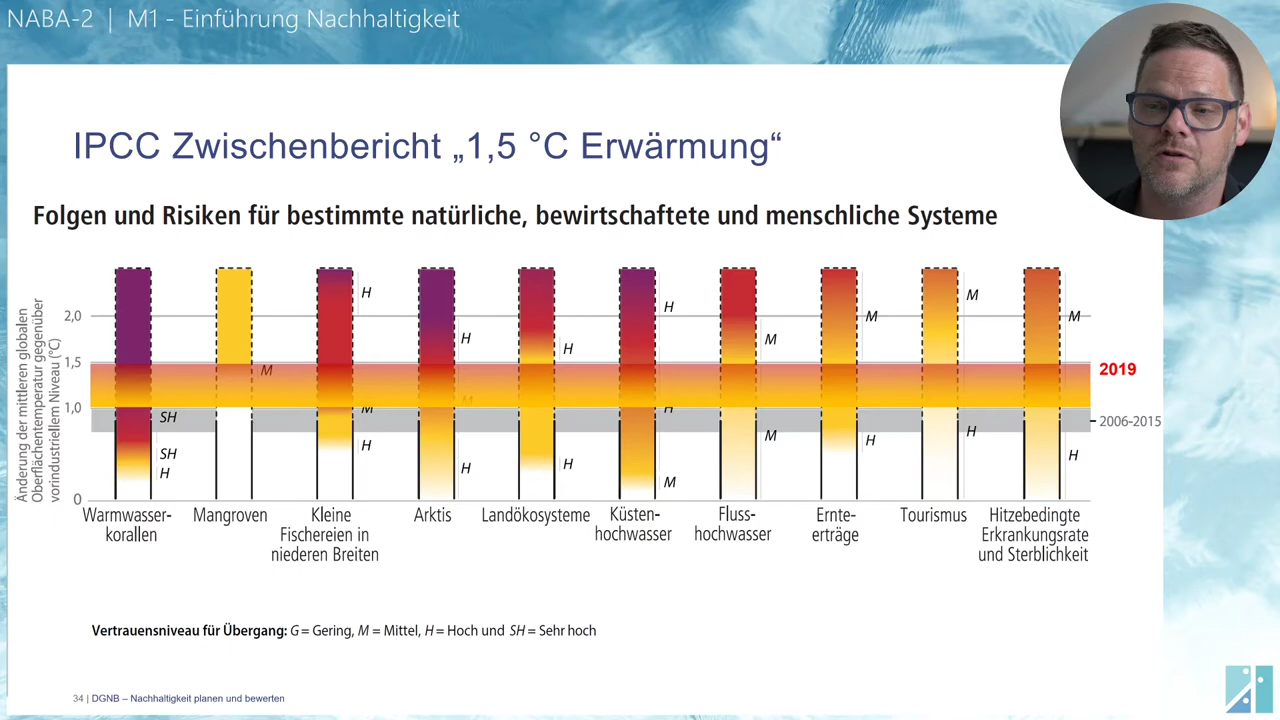 NABA-2 | M1 - Einführung Nachhaltigkeit
IPCC Zwischenbericht „1,5 °C Erwärmung“
Folgen und Risiken für bestimmte natürliche, bewirtschaftete und menschliche Systeme
Änderung der mittleren globalen
Oberflächentemperatur gegenüber
vorindustriellem Niveau (°C)
2,0
1,5
1,0
0
SH
SH
H
M
H
M
H
H
M
H
H
H
H
H
M
M
M
M
H
M
M
M
H
2019
2006-2015
Warmwasser-
korallen
Mangroven
Kleine
Fischereien in
niederen Breiten
Arktis
Landökosysteme
Küsten-
hochwasser
Fluss-
hochwasser
Ernte-
erträge
Tourismus
Hitzebedingte
Erkrankungsrate
und Sterblichkeit
Vertrauensniveau für Übergang: G = Gering, M = Mittel, H = Hoch und SH = Sehr hoch
34 | DGNB – Nachhaltigkeit planen und bewerten